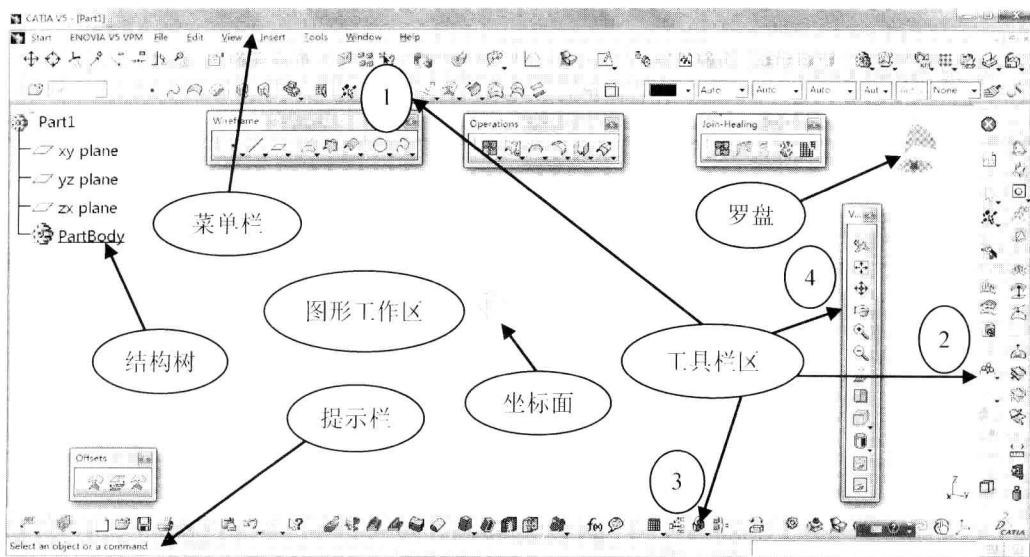 CATIA V5 - [Part1]
Start ENOVIA V5 VPM File Edit View Insert Tools Window Help
Auto Auto Auto Aut None
1
Part1
Wireframe
Operations
Join-Healing
xy plane
yz plane
zx plane
PartBody
菜单栏
罗盘
V...
4
图形工作区
2
结构树
工具栏区
坐标面
提示栏
Offsets
3
f(x)
Select an object or a command
CATIA